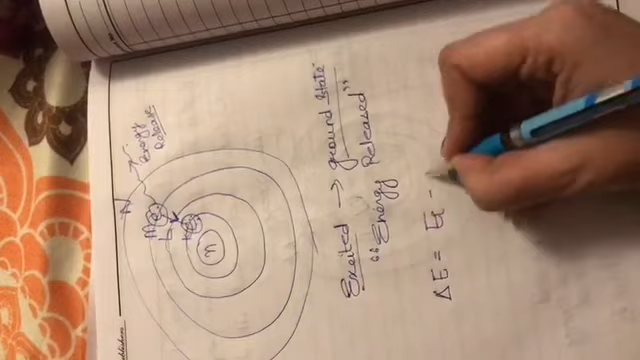 Excited → ground state
"Energy Released"
ΔE = E₁ -
Energy
Release
N
M
L
K
n